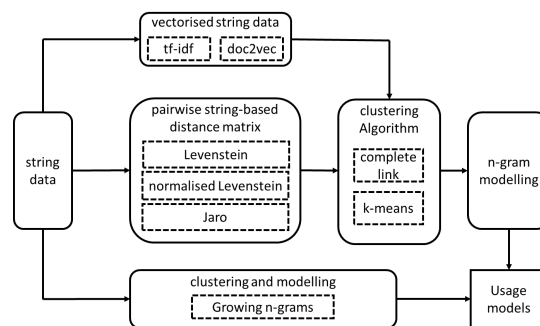 vectorised string data
tf-idf
doc2vec
pairwise string-based
distance matrix
Levenstein
normalised Levenstein
Jaro
clustering
Algorithm
complete
link
k-means
string
data
n-gram
modelling
clustering and modelling
Growing n-grams
Usage
models